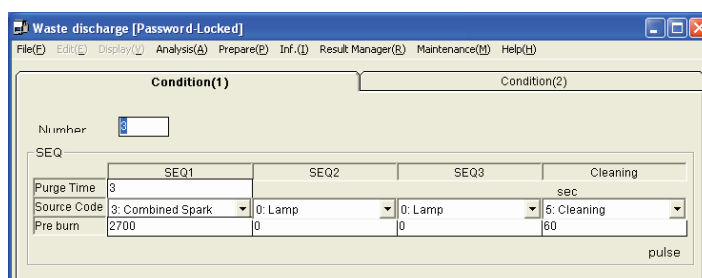 Waste discharge [Password-Locked]
File(F) Edit(E) Display(V) Analysis(A) Prepare(P) Inf.(I) Result Manager(R) Maintenance(M) Help(H)
Condition(1) Condition(2)
Number 3
SEQ
SEQ1 SEQ2 SEQ3 Cleaning
Purge Time 3 sec
Source Code 3: Combined Spark 0: Lamp 0: Lamp 5: Cleaning
Pre burn 2700 0 0 60
pulse